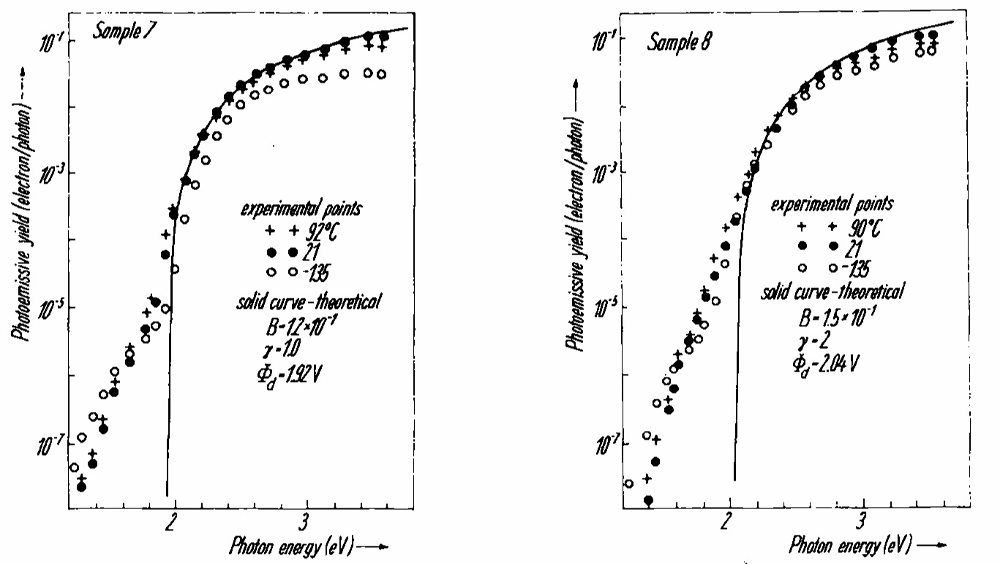 Sample 7
10⁻¹
10⁻³
10⁻⁵
10⁻⁷
Photoemissive yield (electron/photon)
experimental points
+ + 92°C
● ● 21
○ ○ -135
solid curve-theoretical
B=1.2×10⁻¹
γ=1.0
Φd=1.92V
2 3
Photon energy (eV)
Sample 8
10⁻¹
10⁻³
10⁻⁵
10⁻⁷
Photoemissive yield (electron/photon)
experimental points
+ + 90°C
● ● 21
○ ○ -135
solid curve-theoretical
B=1.5×10⁻¹
γ=2
Φd=2.04V
2 3
Photon energy (eV)